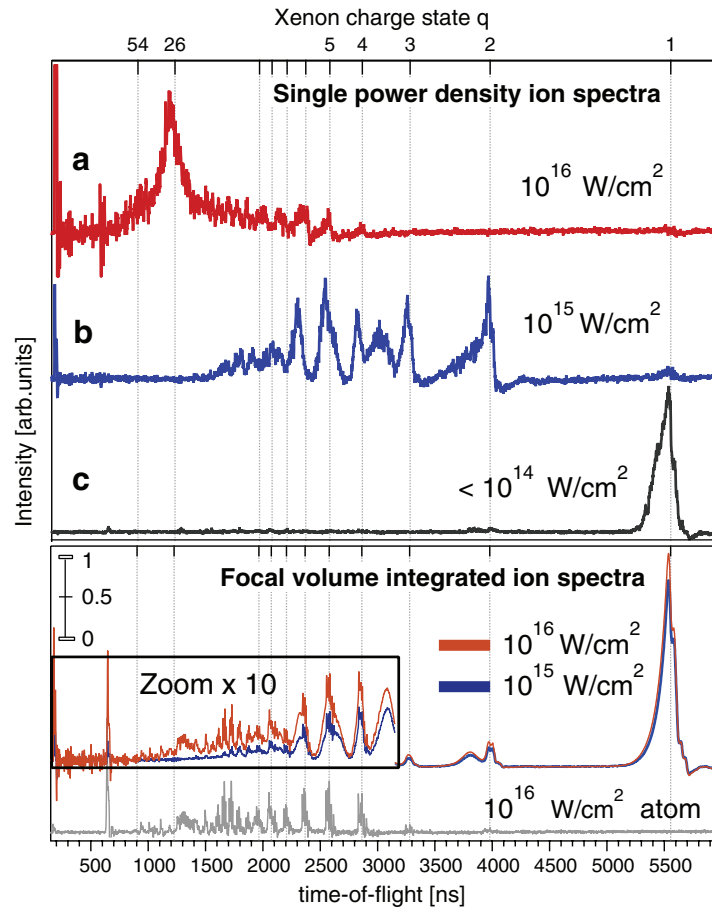 Xenon charge state q
54 26 5 4 3 2 1
Single power density ion spectra
a
10^16 W/cm^2
b
10^15 W/cm^2
c
< 10^14 W/cm^2
Intensity [arb.units]
1
0.5
0
Focal volume integrated ion spectra
10^16 W/cm^2
10^15 W/cm^2
Zoom x 10
10^16 W/cm^2 atom
500 1000 1500 2000 2500 3000 3500 4000 4500 5000 5500
time-of-flight [ns]